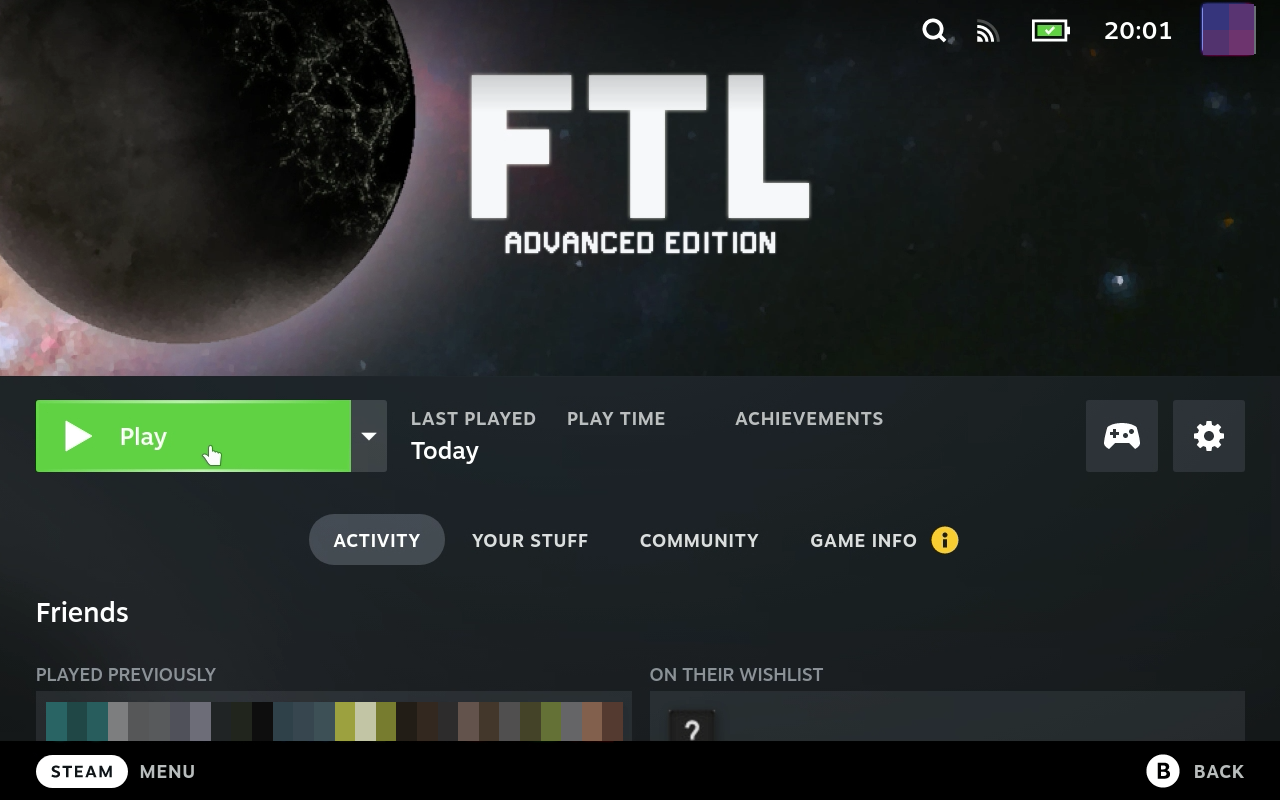 20:01
FTL
ADVANCED EDITION
Play
LAST PLAYED
Today
PLAY TIME
ACHIEVEMENTS
ACTIVITY
YOUR STUFF
COMMUNITY
GAME INFO
Friends
PLAYED PREVIOUSLY
ON THEIR WISHLIST
?
STEAM MENU
B BACK